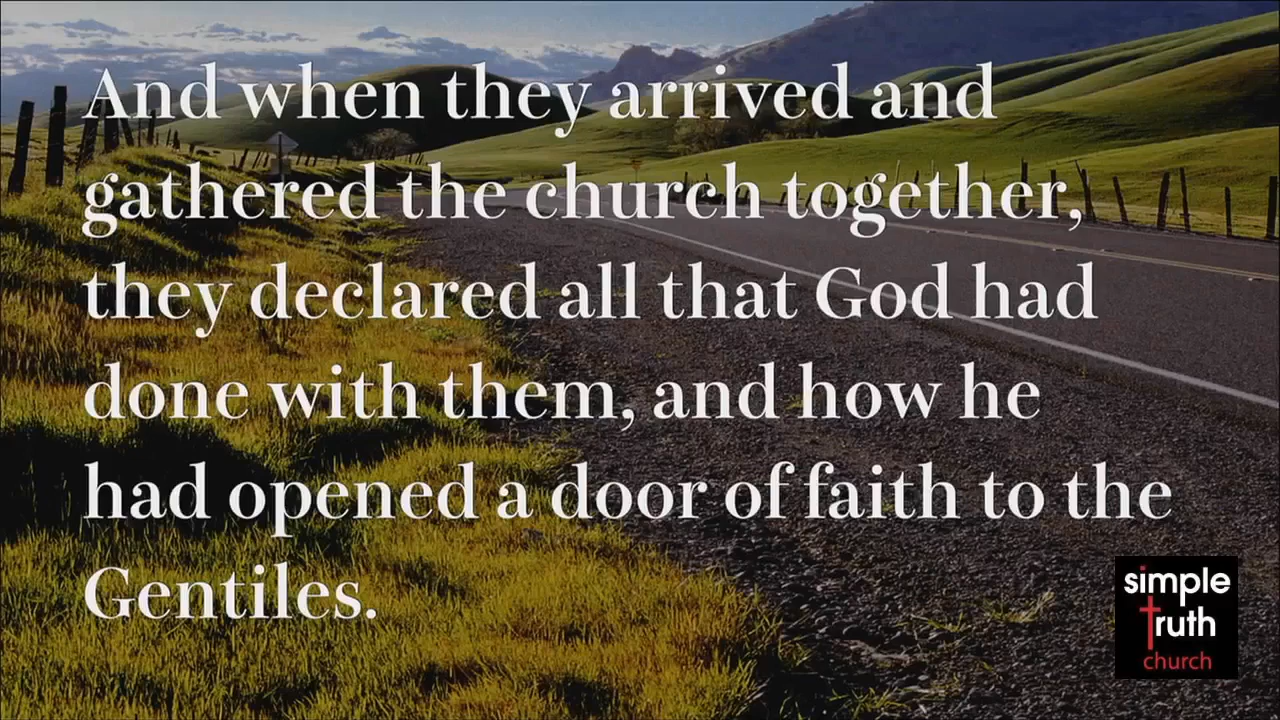 And when they arrived and
gathered the church together,
they declared all that God had
done with them, and how he
had opened a door of faith to the
Gentiles.
simple
truth
church